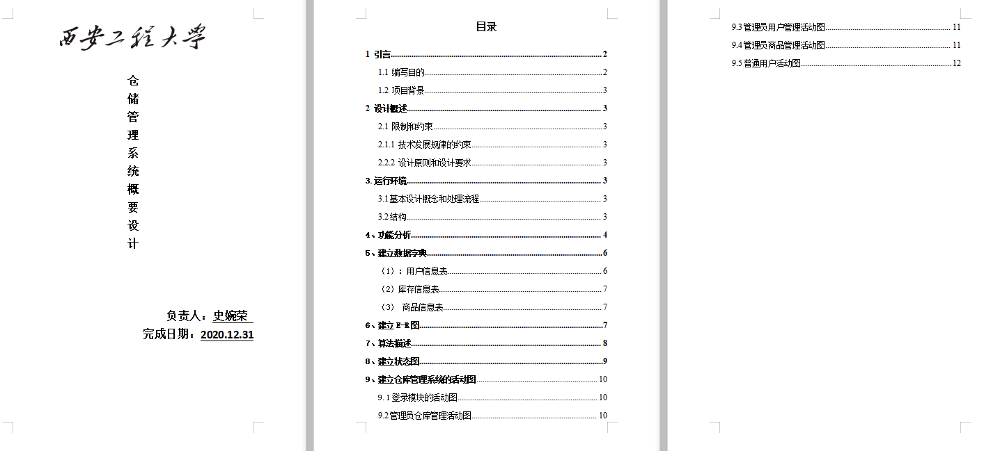 西安工程大学
仓
储
管
理
系
统
概
要
设
计
负责人：史婉荣
完成日期：2020.12.31
目录
1 引言 2
1.1 编写目的 2
1.2 项目背景 3
2 设计概述 3
2.1 限制和约束 3
2.1.1 技术发展规律的约束 3
2.2.2 设计原则和设计要求 3
3.运行环境 3
3.1基本设计概念和处理流程 3
3.2结构 3
4、功能分析 4
5、建立数据字典 6
（1）：用户信息表 6
（2）库存信息表 7
（3） 商品信息表 7
6、建立E-R图 7
7、算法描述 8
8、建立状态图 9
9、建立仓库管理系统的活动图 10
9.1登录模块的活动图 10
9.2管理员仓库管理活动图 10
9.3管理员用户管理活动图 11
9.4管理员商品管理活动图 11
9.5普通用户活动图 12